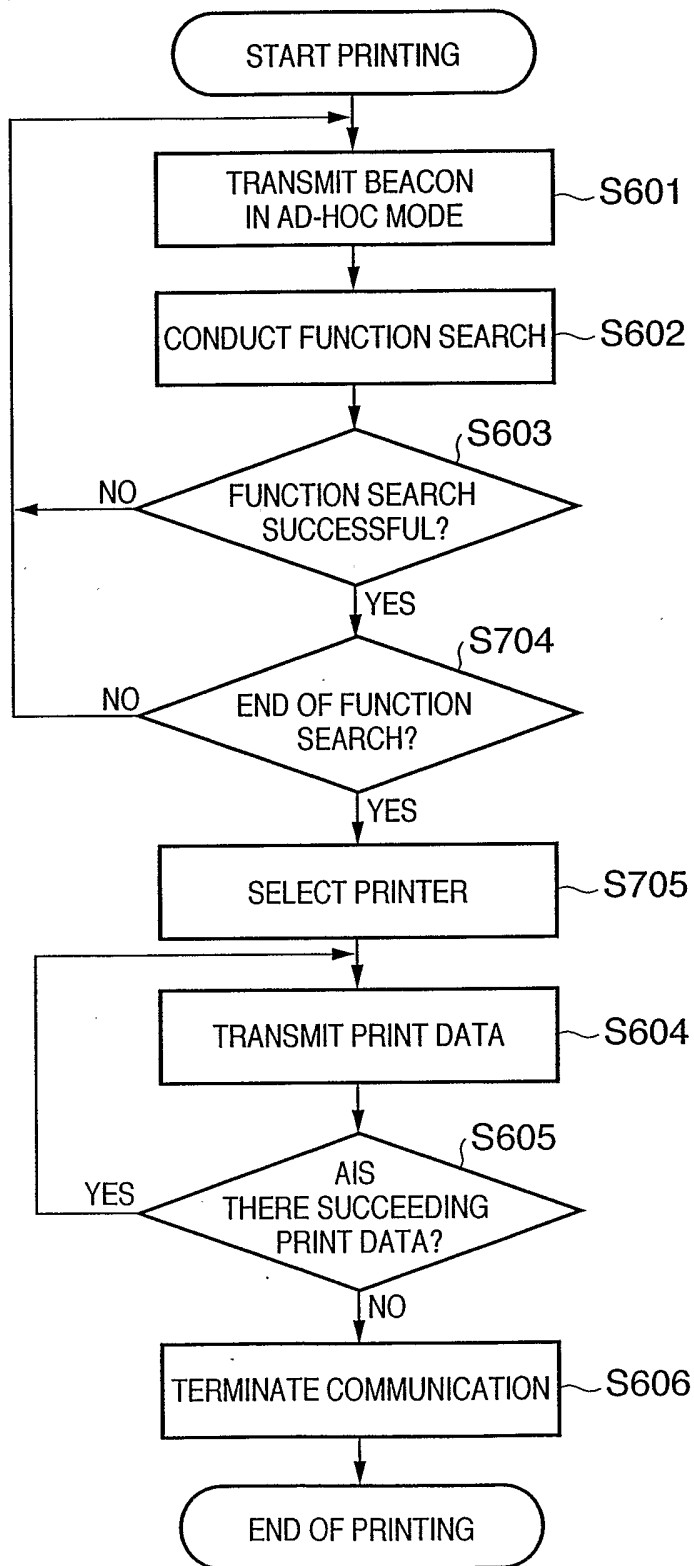 START PRINTING
TRANSMIT BEACON
IN AD-HOC MODE
S601
CONDUCT FUNCTION SEARCH
S602
S603
FUNCTION SEARCH
SUCCESSFUL?
NO
YES
S704
END OF FUNCTION
SEARCH?
NO
YES
SELECT PRINTER
S705
TRANSMIT PRINT DATA
S604
S605
AIS
THERE SUCCEEDING
PRINT DATA?
YES
NO
TERMINATE COMMUNICATION
S606
END OF PRINTING